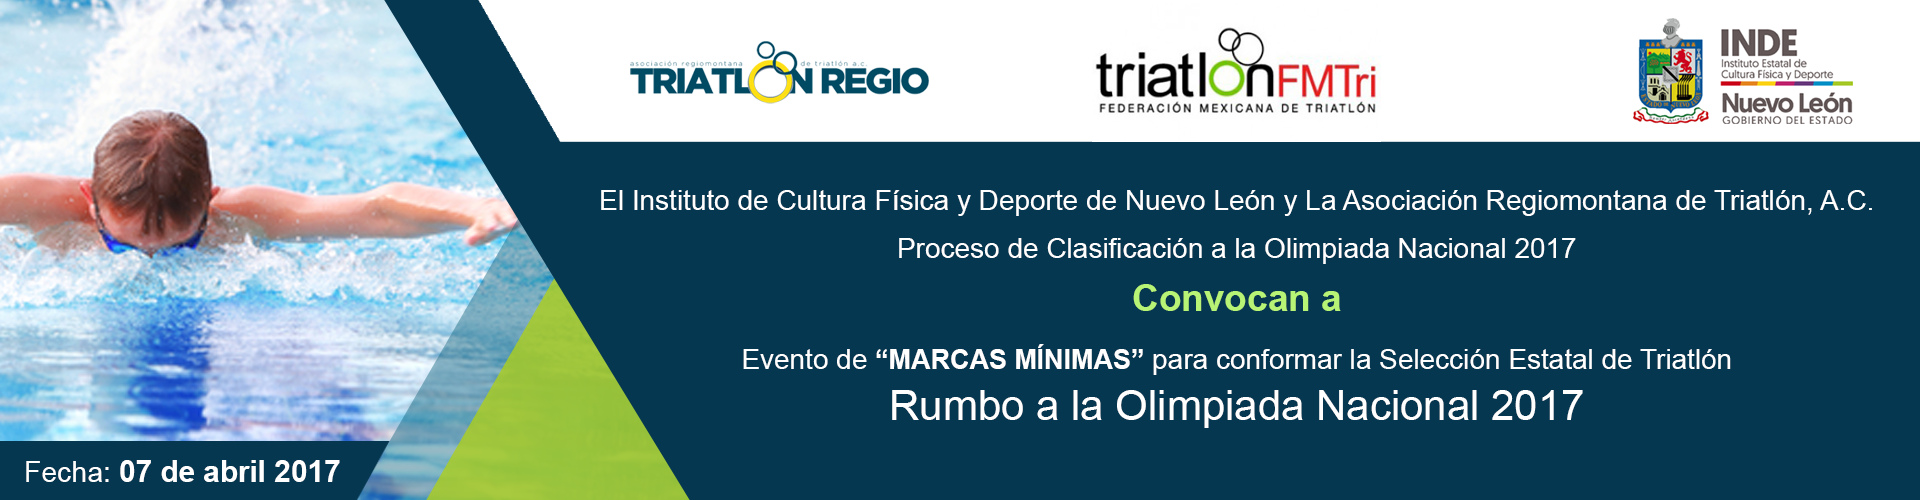 asociación regiomontana de triatlón a.c.
TRIATLÓN REGIO
triatlón FMTri
FEDERACIÓN MEXICANA DE TRIATLÓN
INDE
Instituto Estatal de
Cultura Física y Deporte
Nuevo León
GOBIERNO DEL ESTADO
El Instituto de Cultura Física y Deporte de Nuevo León y La Asociación Regiomontana de Triatlón, A.C.
Proceso de Clasificación a la Olimpiada Nacional 2017
Convocan a
Evento de “MARCAS MÍNIMAS” para conformar la Selección Estatal de Triatlón
Rumbo a la Olimpiada Nacional 2017
Fecha: 07 de abril 2017